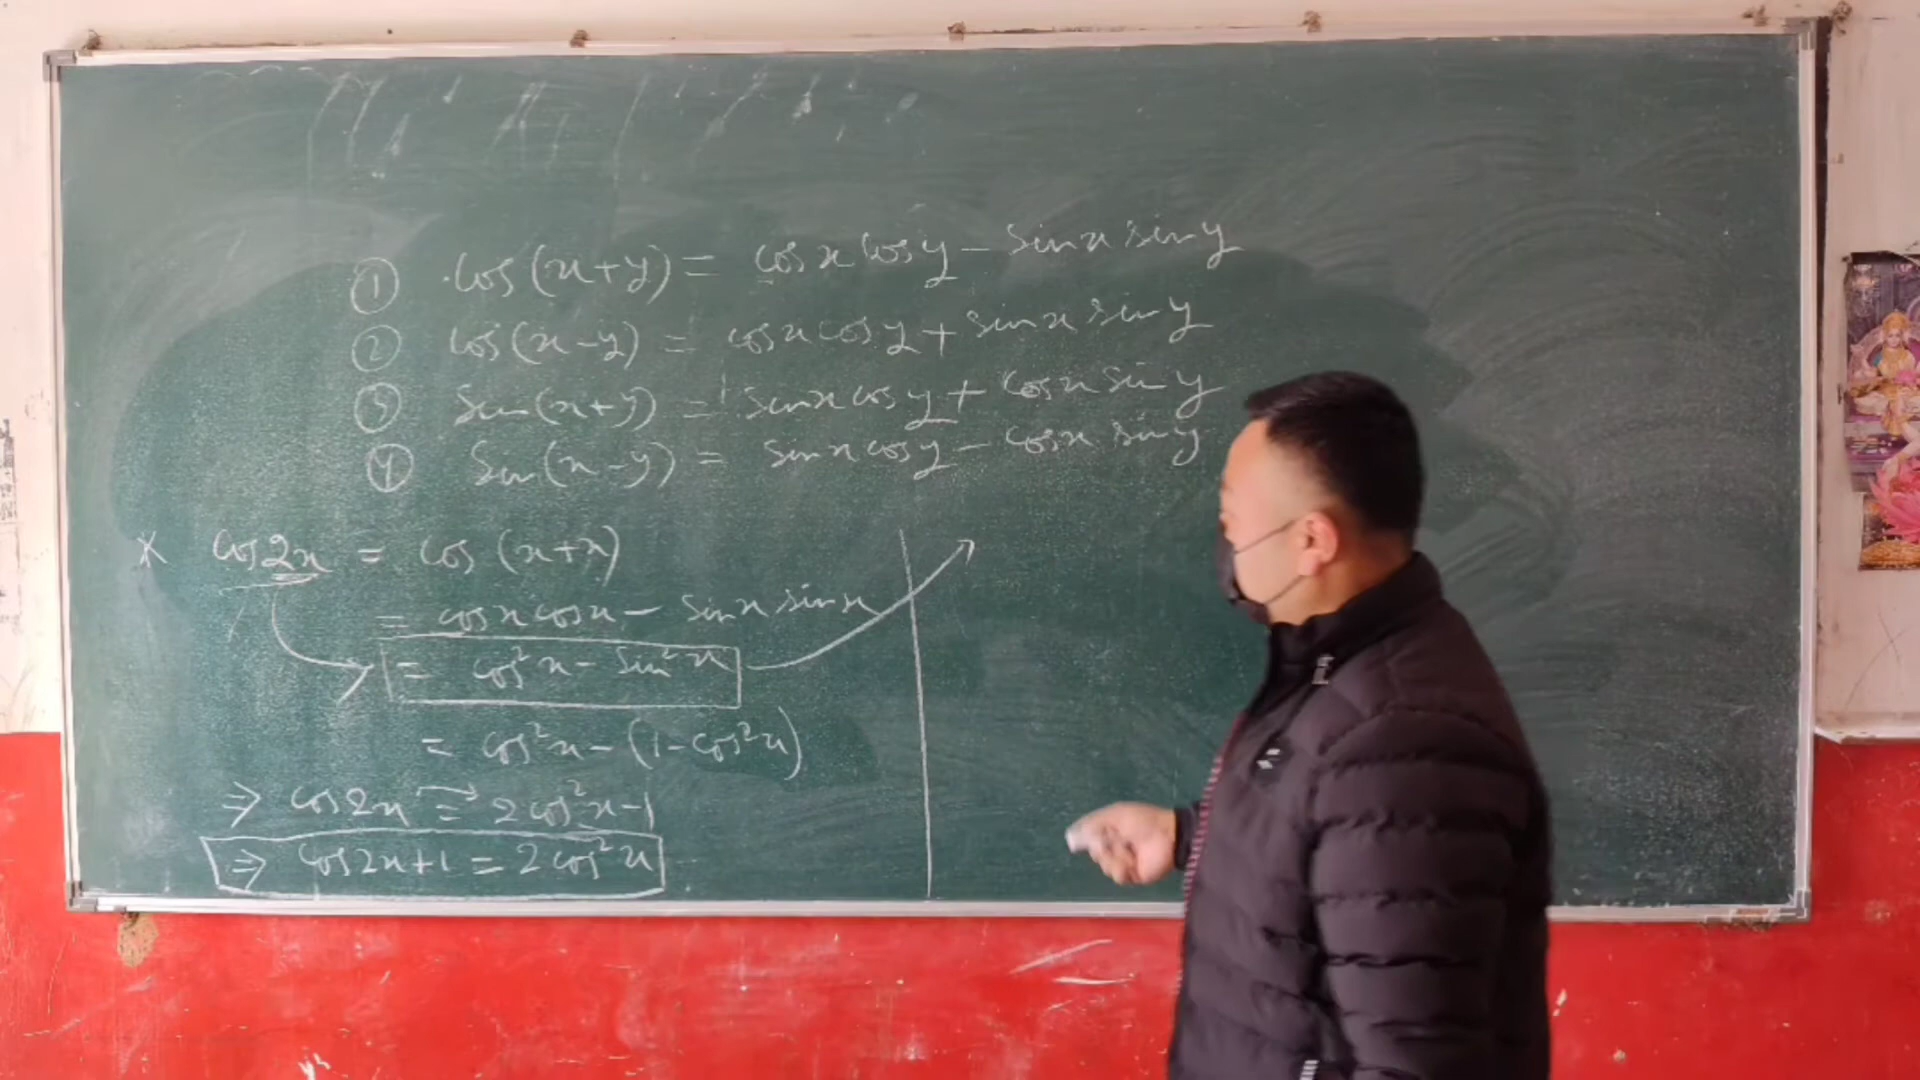 ① cos(x+y) = cosx cosy - sinx siny
② cos(x-y) = cosx cosy + sinx siny
③ Sin(x+y) = sinx cosy + cosx siny
④ Sin(x-y) = sinx cosy - cosx siny
* cos2x = cos(x+x)
= cosx cosx - sinx sinx
= cos²x - sin²x
= cos²x - (1-cos²x)
⇒ cos2x = 2cos²x-1
⇒ cos2x+1 = 2cos²x